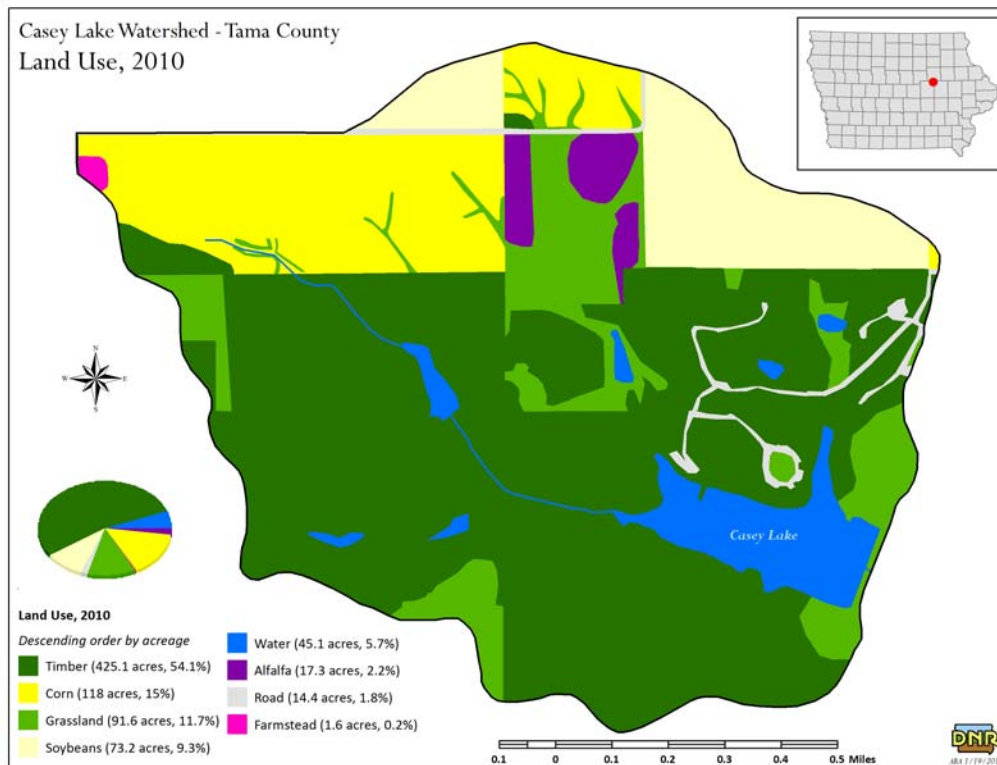 Casey Lake Watershed - Tama County
Land Use, 2010
N
W E
S
Casey Lake
Land Use, 2010
Descending order by acreage
Timber (425.1 acres, 54.1%)
Corn (118 acres, 15%)
Grassland (91.6 acres, 11.7%)
Soybeans (73.2 acres, 9.3%)
Water (45.1 acres, 5.7%)
Alfalfa (17.3 acres, 2.2%)
Road (14.4 acres, 1.8%)
Farmstead (1.6 acres, 0.2%)
0.1 0 0.1 0.2 0.3 0.4 0.5
Miles
DNR